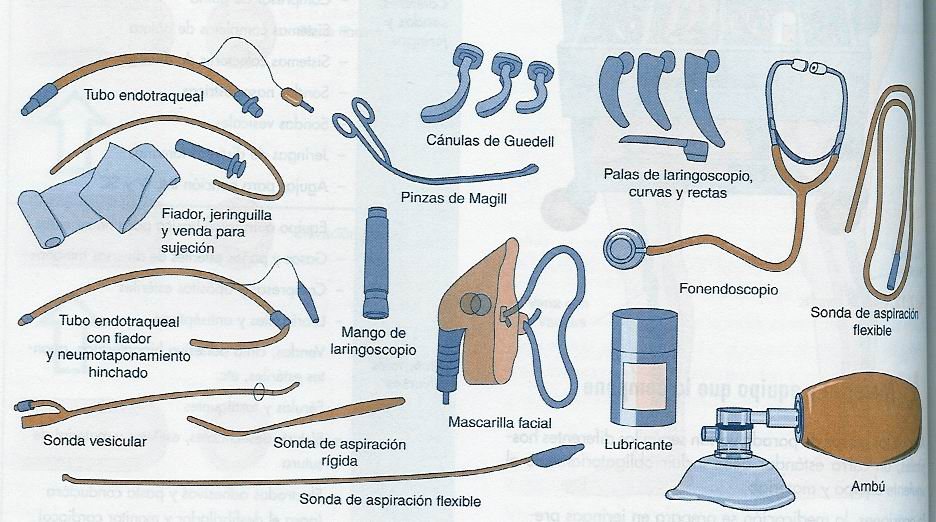 Tubo endotraqueal
Cánulas de Guedell
Pinzas de Magill
Palas de laringoscopio,
curvas y rectas
Fiador, jeringuilla
y venda para
sujeción
Fonendoscopio
Sonda de aspiración
flexible
Tubo endotraqueal
con fiador
y neumotaponamiento
hinchado
Mango de
laringoscopio
Mascarilla facial
Lubricante
Sonda vesicular
Sonda de aspiración
rígida
Sonda de aspiración flexible
Ambú